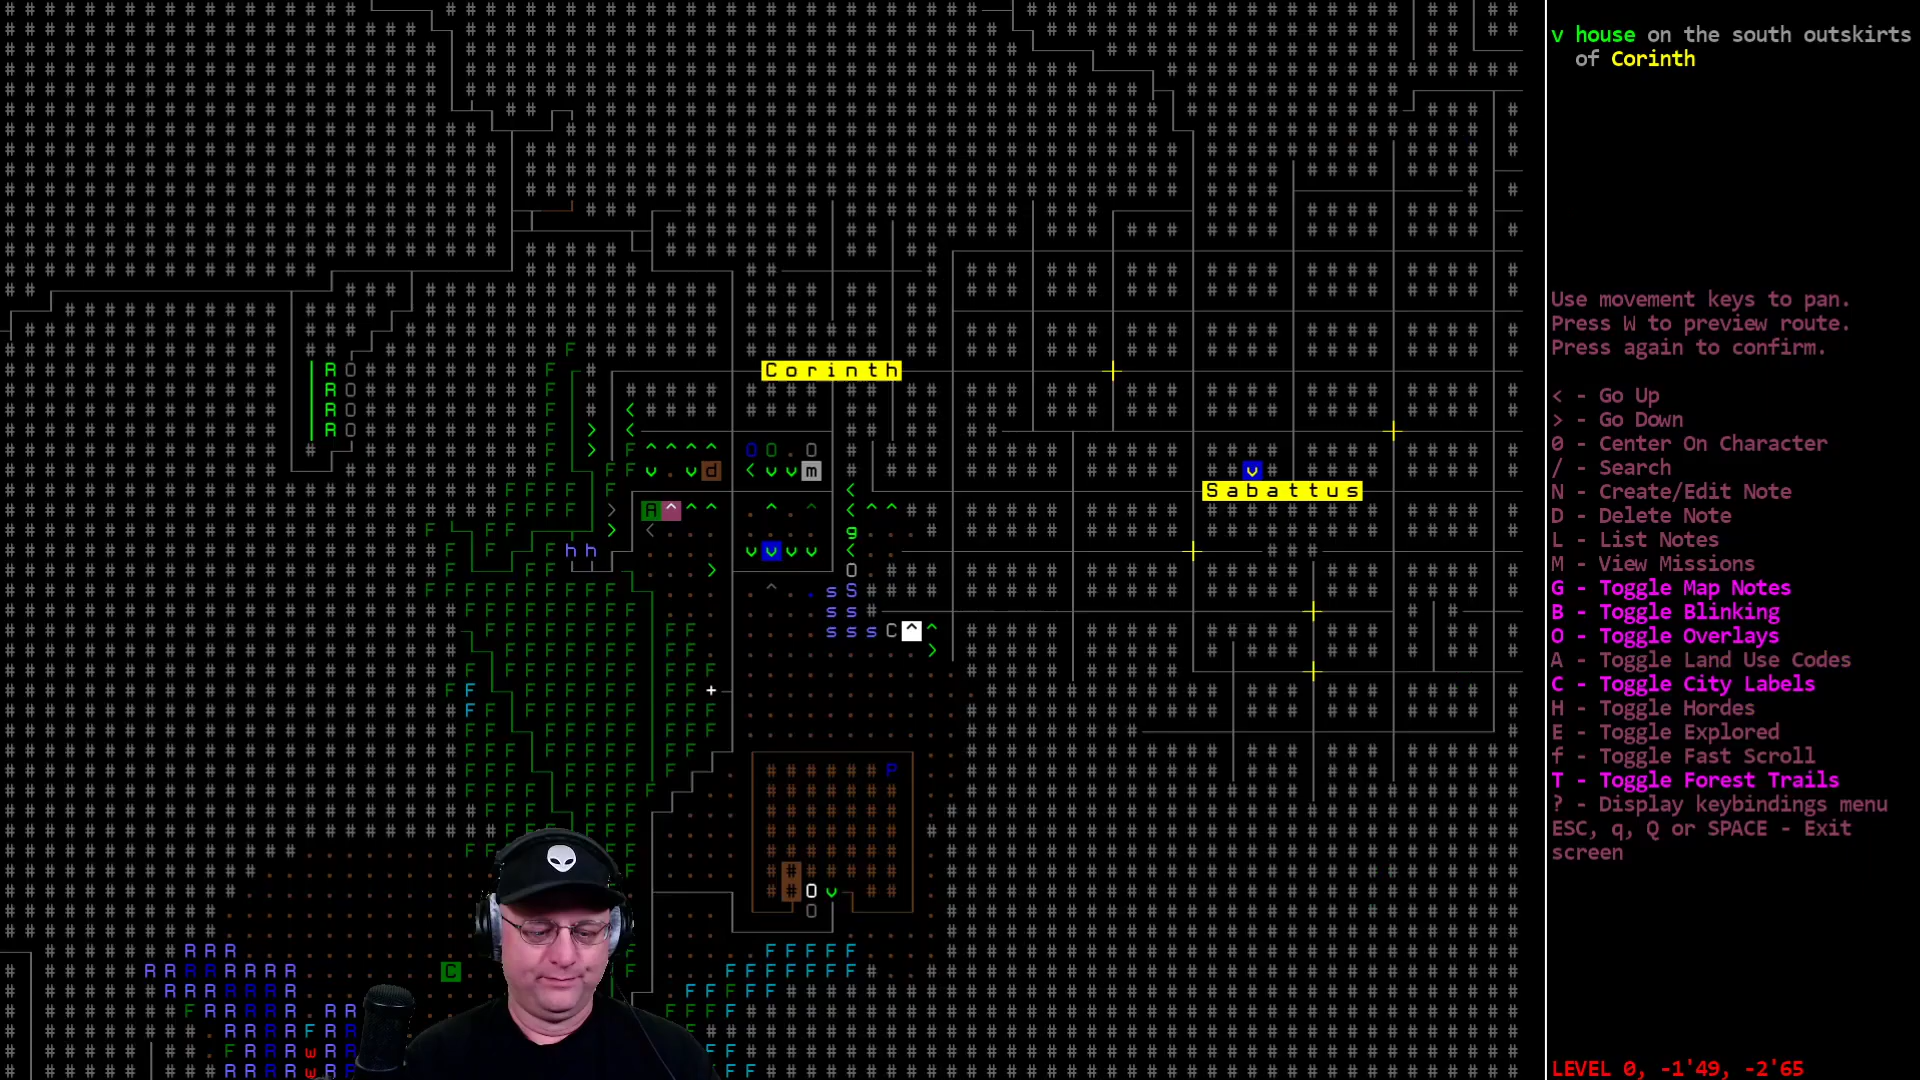 v house on the south outskirts
of Corinth
Corinth
Sabattus
Use movement keys to pan.
Press W to preview route.
Press again to confirm.
< - Go Up
> - Go Down
0 - Center On Character
/ - Search
N - Create/Edit Note
D - Delete Note
L - List Notes
M - View Missions
G - Toggle Map Notes
B - Toggle Blinking
O - Toggle Overlays
A - Toggle Land Use Codes
C - Toggle City Labels
H - Toggle Hordes
E - Toggle Explored
f - Toggle Fast Scroll
T - Toggle Forest Trails
? - Display keybindings menu
ESC, q, Q or SPACE - Exit
screen
LEVEL 0, -1'49, -2'65